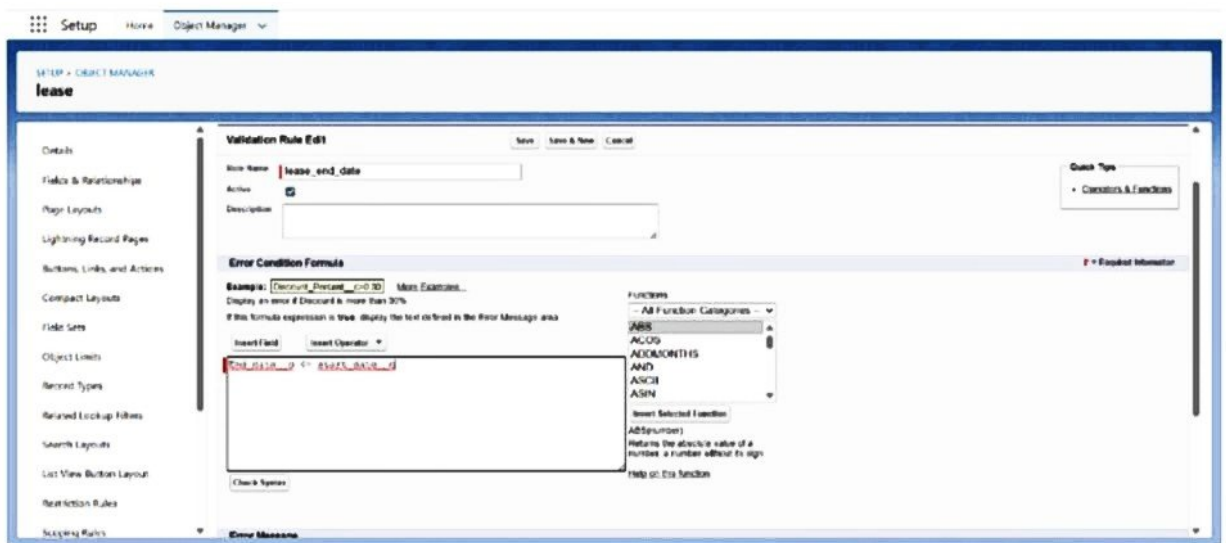 Setup Home Object Manager
SETUP > OBJECT MANAGER
lease
Details
Fields & Relationships
Page Layouts
Lightning Record Pages
Buttons, Links, and Actions
Compact Layouts
Field Sets
Object Limits
Record Types
Related Lookup Filters
Search Layouts
List View Button Layout
Restriction Rules
Scoping Rules
Validation Rule Edit
Save Save & New Cancel
Rule Name lease_end_date
Active
Description
Quick Tips
• Operators & Functions
Error Condition Formula
= Required Information
Example: Discount_Percent__c>0.30 More Examples...
Display an error if Discount is more than 30%
If this formula expression is true, display the text defined in the Error Message area
Insert Field Insert Operator
End_date__c <= start_date__c
Check Syntax
Functions
-- All Function Categories --
ABS
ACOS
ADDMONTHS
AND
ASCII
ASIN
Insert Selected Function
ABS(number)
Returns the absolute value of a
number, a number without its sign
Help on this function
Error Message